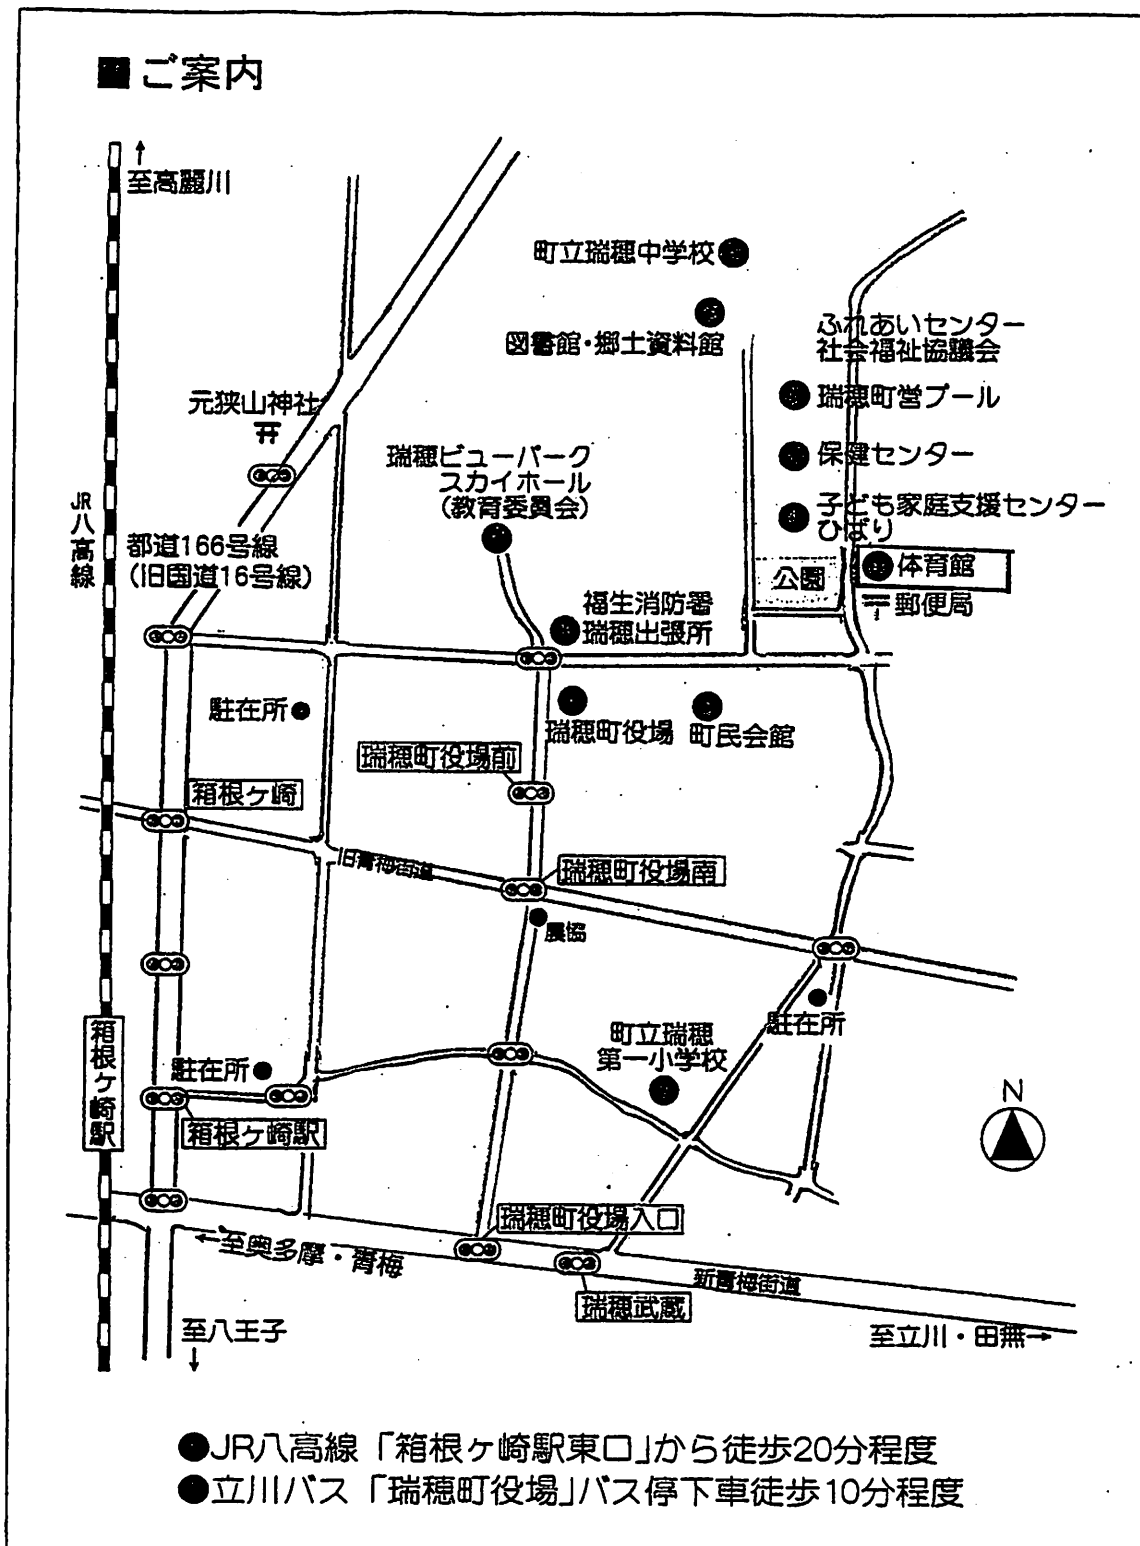 ■ご案内
↑
至高麗川
町立瑞穂中学校
図書館・郷土資料館
ふれあいセンター
社会福祉協議会
瑞穂町営プール
元狭山神社
瑞穂ビューパーク
スカイホール
(教育委員会)
保健センター
子ども家庭支援センター
ひばり
JR八高線
都道166号線
(旧国道16号線)
公園
体育館
〒郵便局
福生消防署
瑞穂出張所
駐在所
瑞穂町役場
町民会館
瑞穂町役場前
箱根ケ崎
旧青梅街道
瑞穂町役場南
農協
駐在所
町立瑞穂
第一小学校
箱根ケ崎駅
駐在所
箱根ケ崎駅
N
瑞穂町役場入口
←至奥多摩・青梅
新青梅街道
瑞穂武蔵
至八王子
↓
至立川・田無→
●JR八高線「箱根ケ崎駅東口」から徒歩20分程度
●立川バス「瑞穂町役場」バス停下車徒歩10分程度